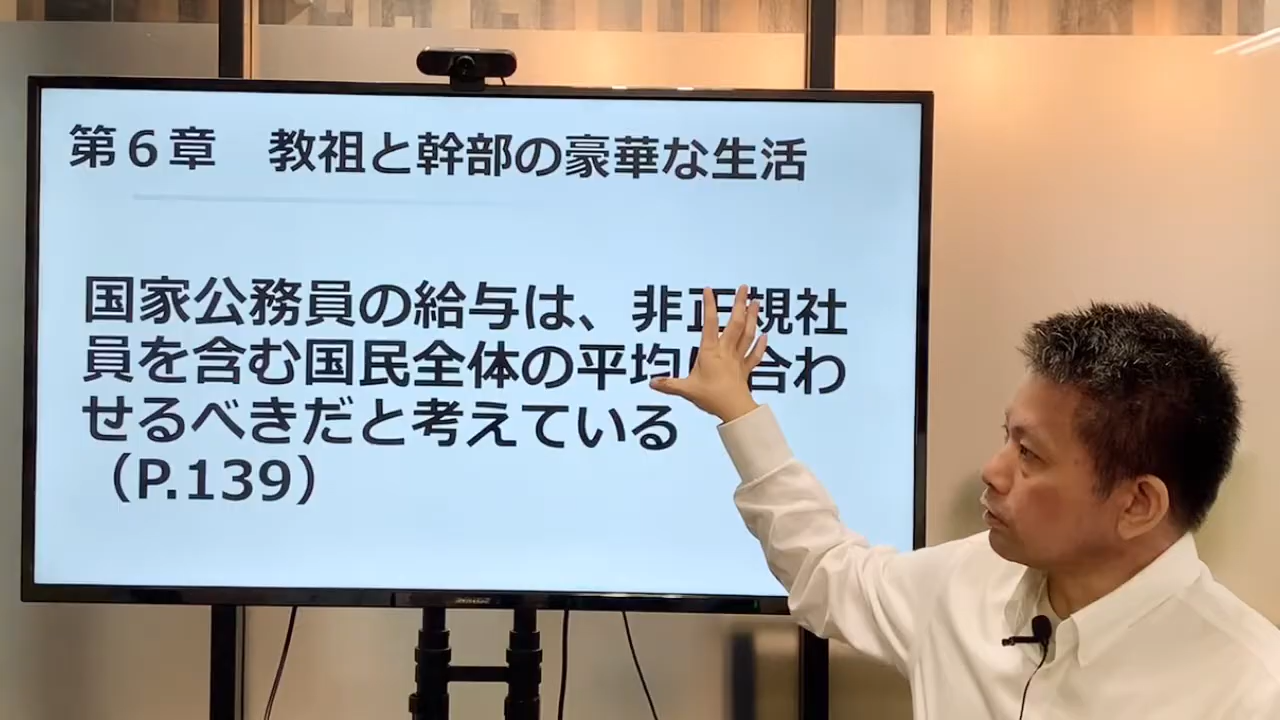 第６章　教祖と幹部の豪華な生活
国家公務員の給与は、非正規社
員を含む国民全体の平均に合わ
せるべきだと考えている
（P.139）